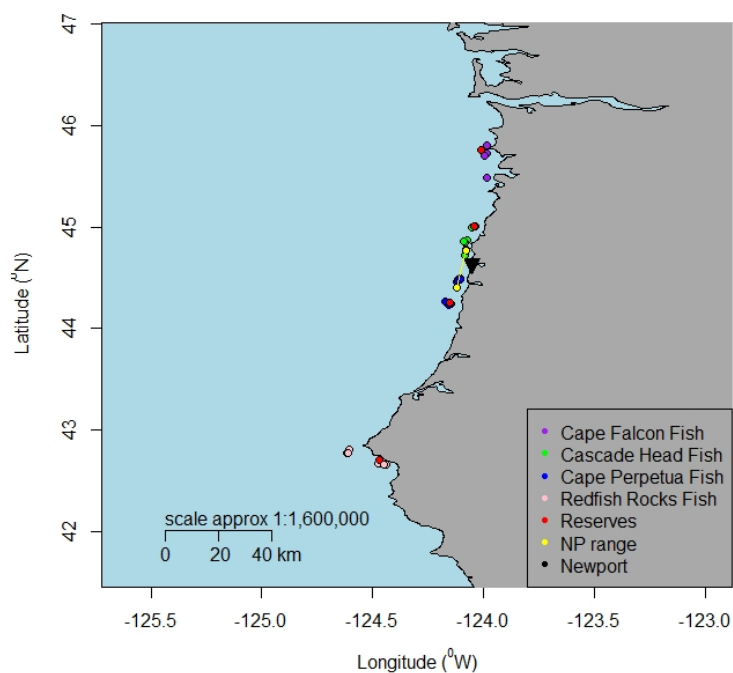 47
46
45
44
43
42
Latitude (⁰N)
Cape Falcon Fish
Cascade Head Fish
Cape Perpetua Fish
Redfish Rocks Fish
Reserves
NP range
Newport
scale approx 1:1,600,000
0 20 40 km
-125.5 -125.0 -124.5 -124.0 -123.5 -123.0
Longitude (⁰W)